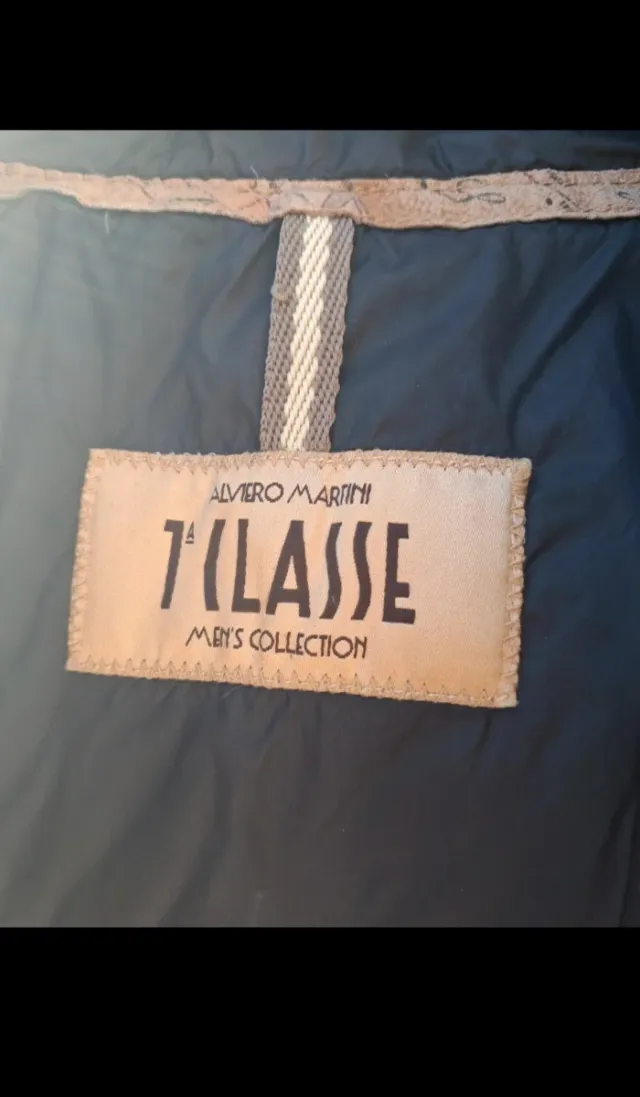 ALVIERO MARTINI
1ᴬ CLASSE
MEN'S COLLECTION